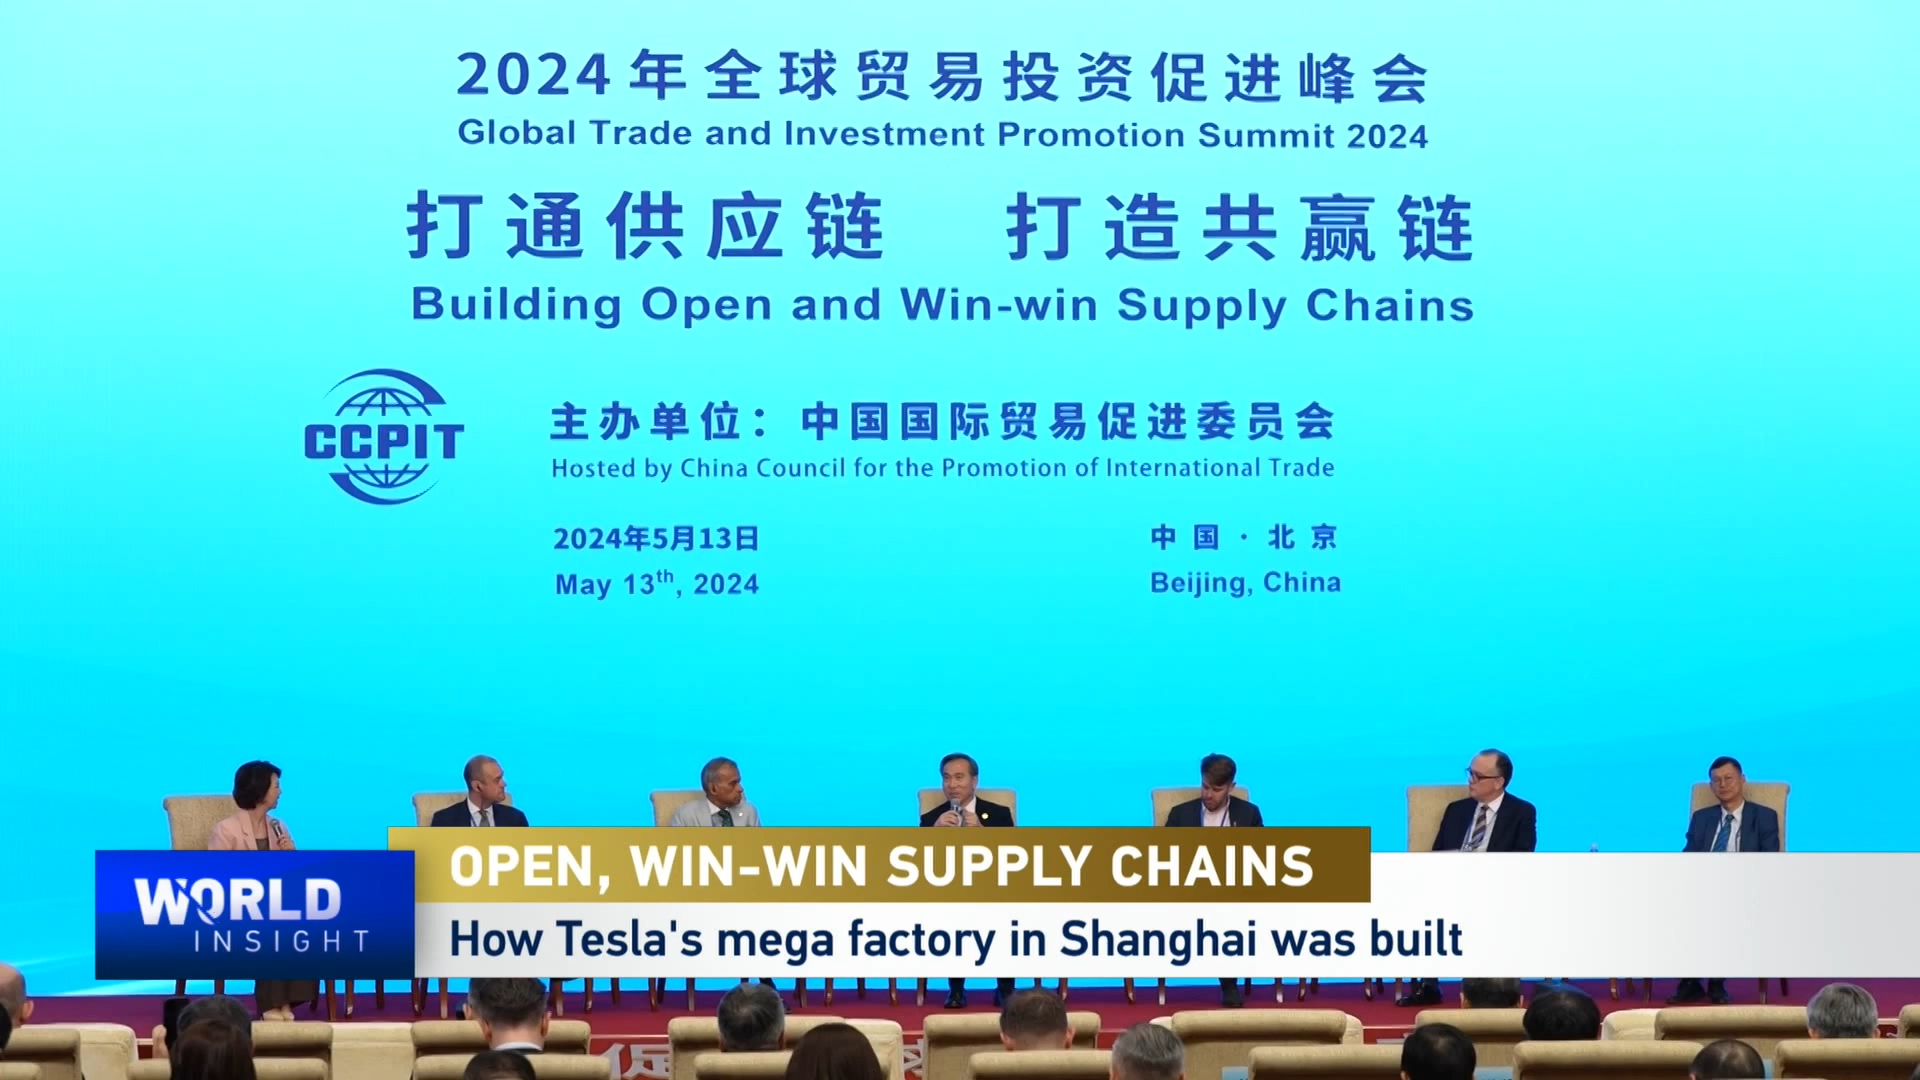 2024年全球贸易投资促进峰会
Global Trade and Investment Promotion Summit 2024
打通供应链 打造共赢链
Building Open and Win-win Supply Chains
CCPIT
主办单位：中国国际贸易促进委员会
Hosted by China Council for the Promotion of International Trade
2024年5月13日
中国·北京
May 13th, 2024
Beijing, China
OPEN, WIN-WIN SUPPLY CHAINS
WORLD
INSIGHT
How Tesla's mega factory in Shanghai was built